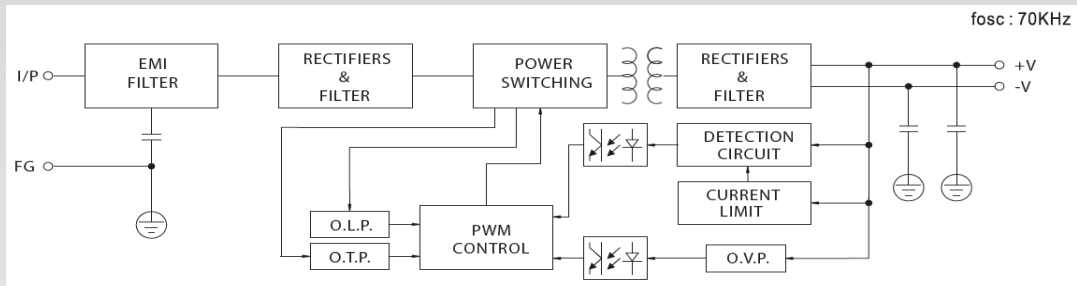 fosc : 70KHz
I/P
EMI
FILTER
RECTIFIERS
&
FILTER
POWER
SWITCHING
RECTIFIERS
&
FILTER
+V
-V
FG
DETECTION
CIRCUIT
CURRENT
LIMIT
O.L.P.
O.T.P.
PWM
CONTROL
O.V.P.